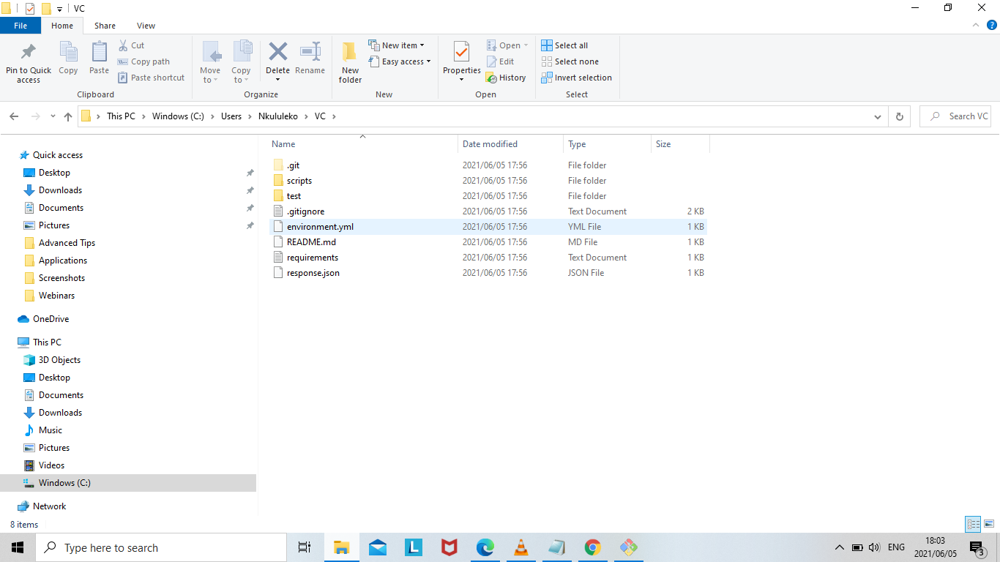 VC
File Home Share View
Pin to Quick access
Copy
Paste
Cut
Copy path
Paste shortcut
Clipboard
Move to
Copy to
Delete
Rename
Organize
New folder
New item
Easy access
New
Properties
Open
Edit
History
Open
Select all
Select none
Invert selection
Select
This PC > Windows (C:) > Users > Nkululeko > VC >
Search VC
Quick access
Desktop
Downloads
Documents
Pictures
Advanced Tips
Applications
Screenshots
Webinars
OneDrive
This PC
3D Objects
Desktop
Documents
Downloads
Music
Pictures
Videos
Windows (C:)
Network
Name Date modified Type Size
.git 2021/06/05 17:56 File folder
scripts 2021/06/05 17:56 File folder
test 2021/06/05 17:56 File folder
.gitignore 2021/06/05 17:56 Text Document 2 KB
environment.yml 2021/06/05 17:56 YML File 1 KB
README.md 2021/06/05 17:56 MD File 1 KB
requirements 2021/06/05 17:56 Text Document 1 KB
response.json 2021/06/05 17:56 JSON File 1 KB
8 items
Type here to search
L
ENG
18:03
2021/06/05
3